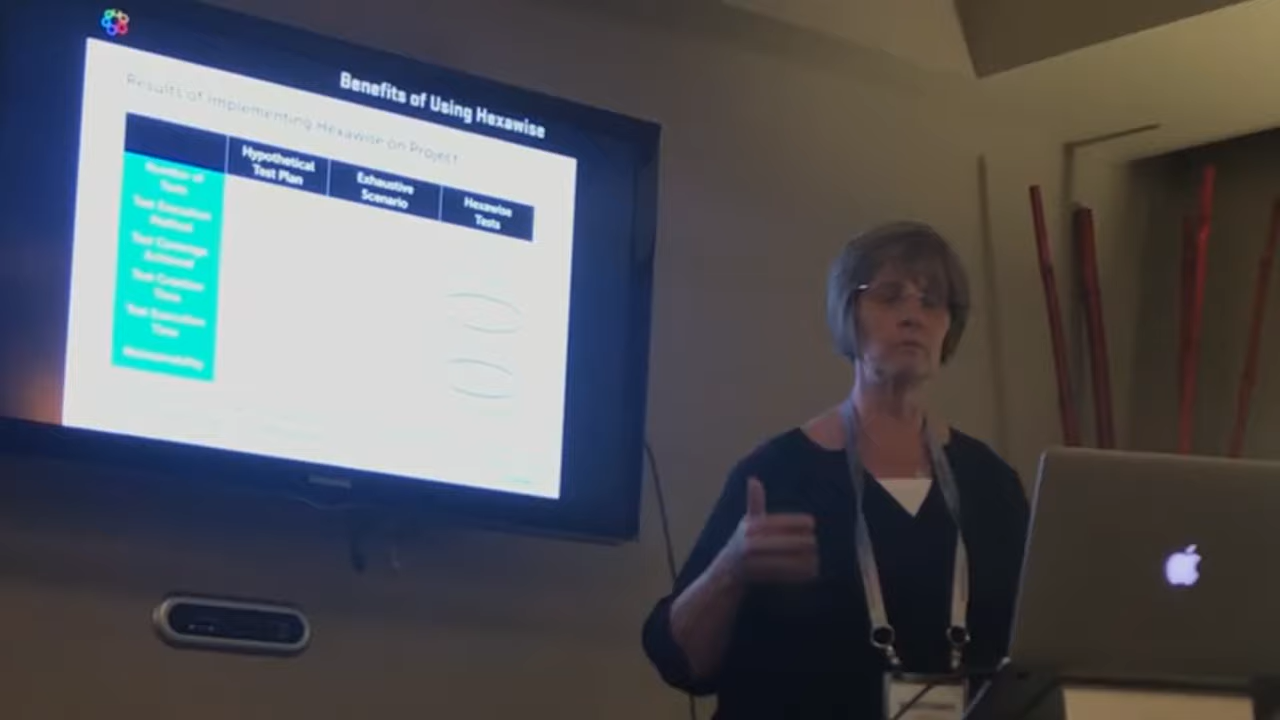 Benefits of Using Hexawise
Results of Implementing Hexawise on Project
Hypothetical
Test Plan
Exhaustive
Scenario
Hexawise
Tests
Number of
Tests
Test Execution
Method
Test Coverage
Achieved
Test Creation
Time
Test Execution
Time